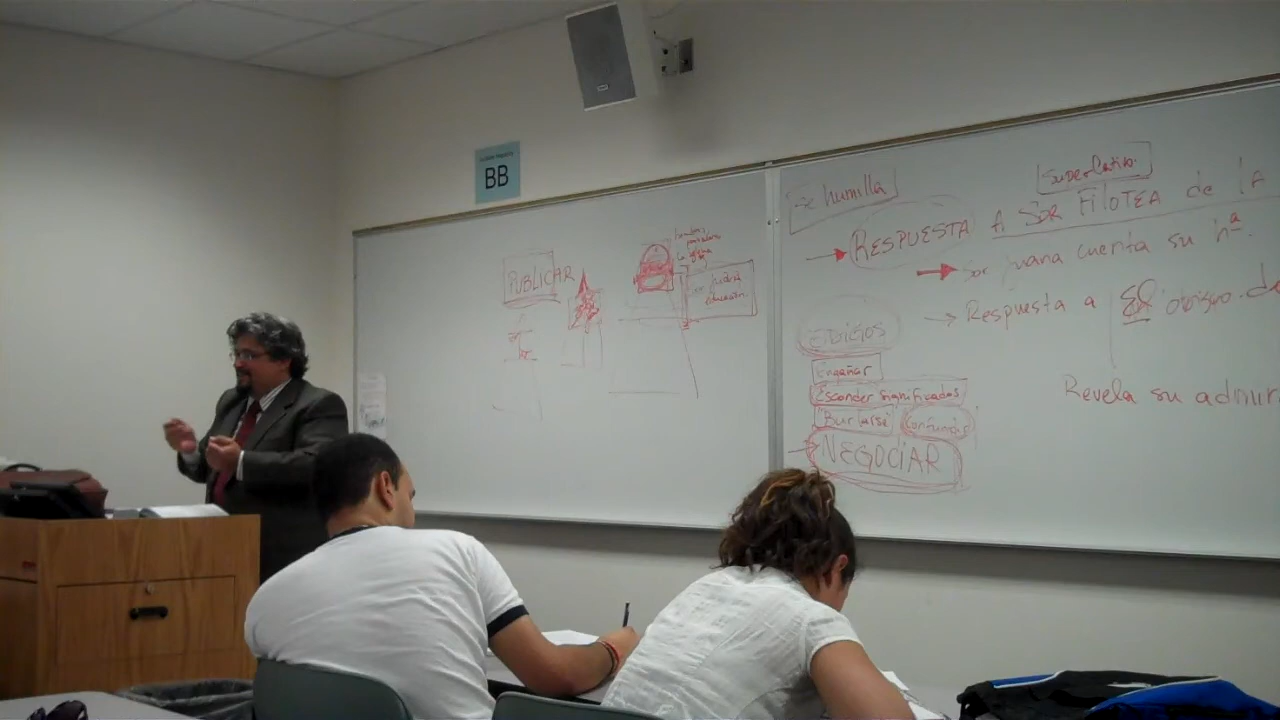 BB
PUBLICAR
Se humilla
Superlativo.
RESPUESTA A SOR FILOTEA de la
Sor Juana cuenta su hª.
Respuesta a El obispo de
CÓDIGOS
Engañar
Esconder significados
Burlarse Confundir
NEGOCIAR
Revela su admir